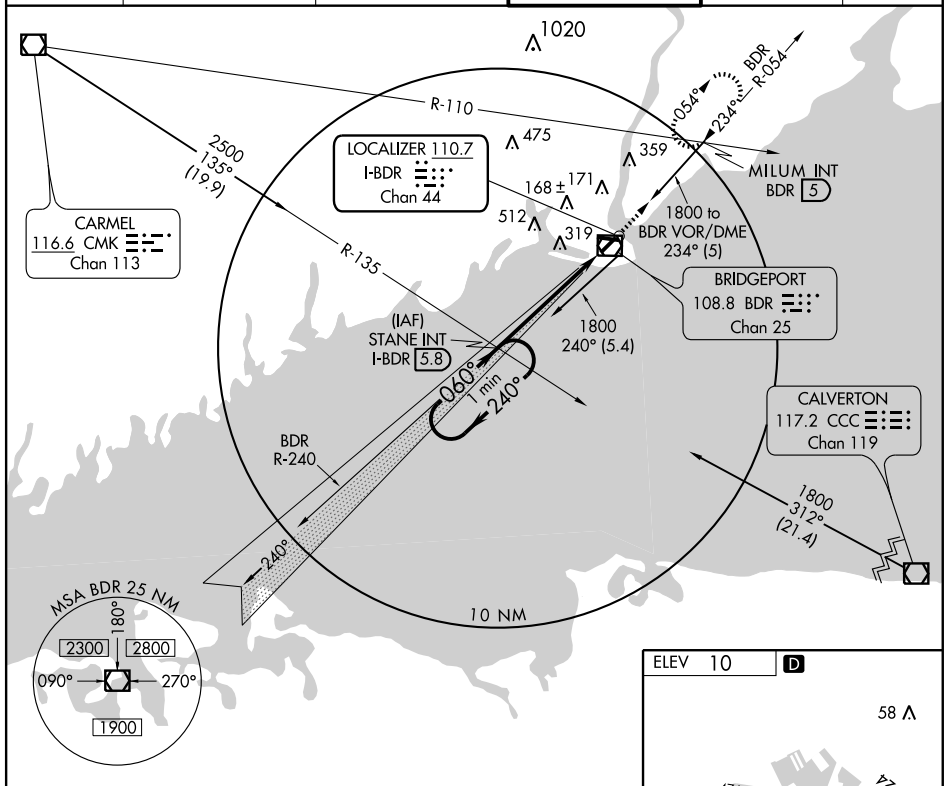 1020
BDR
R-054
054°
234°
R-110
475
359
LOCALIZER 110.7
I-BDR
Chan 44
2500
135°
(19.9)
168 ±
171
MILUM INT
BDR 5
512
319
1800 to
BDR VOR/DME
234° (5)
CARMEL
116.6 CMK
Chan 113
R-135
BRIDGEPORT
108.8 BDR
Chan 25
(IAF)
STANE INT
I-BDR 5.8
1800
240° (5.4)
060°
1 min
240°
CALVERTON
117.2 CCC
Chan 119
BDR
R-240
1800
312°
(21.4)
240°
10 NM
MSA BDR 25 NM
180°
2300
2800
090°
270°
1900
ELEV 10
D
58
24